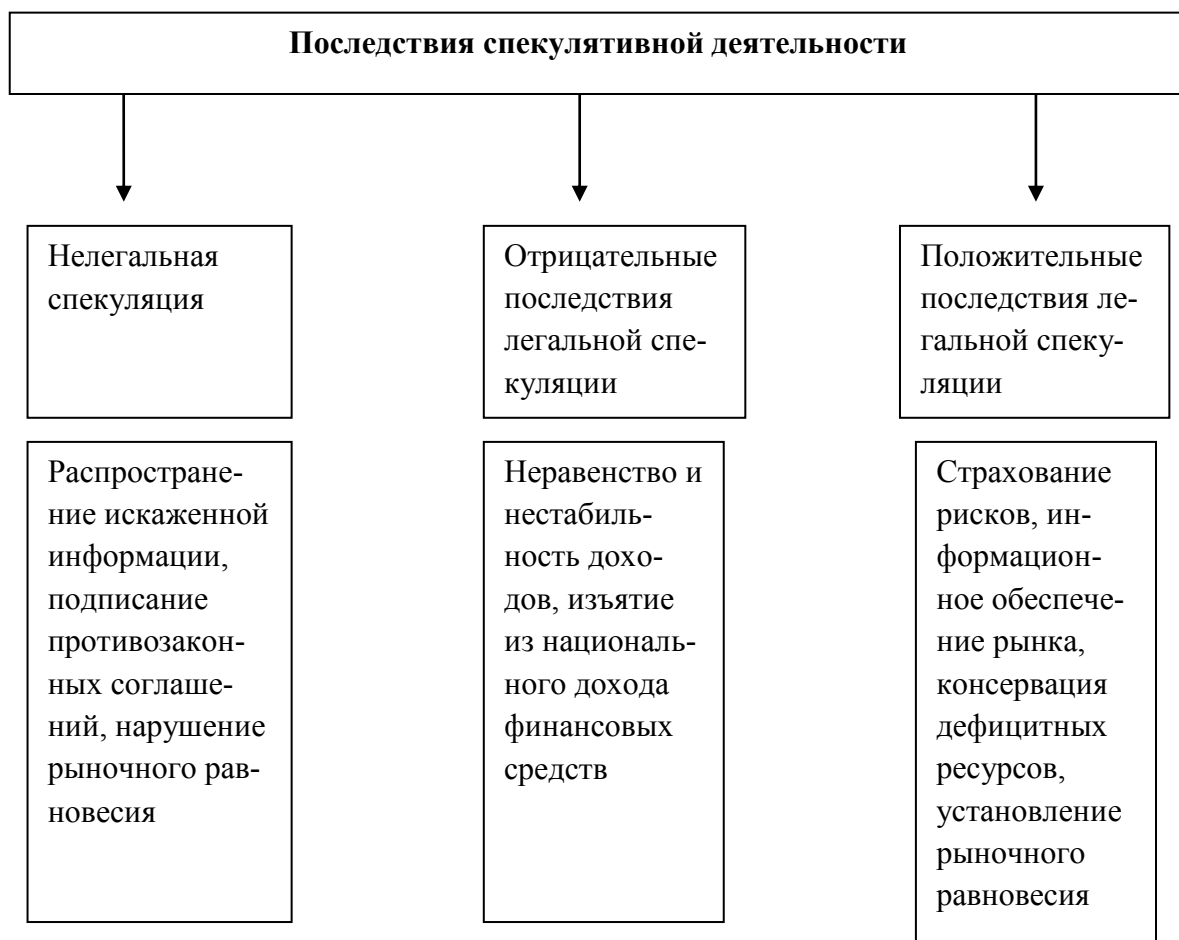 Последствия спекулятивной деятельности
Нелегальная
спекуляция
Отрицательные
последствия
легальной спе-
куляции
Положительные
последствия ле-
гальной спеку-
ляции
Распростране-
ние искаженной
информации,
подписание
противозакон-
ных соглаше-
ний, нарушение
рыночного рав-
новесия
Неравенство и
нестабиль-
ность дохо-
дов, изъятие
из националь-
ного дохода
финансовых
средств
Страхование
рисков, ин-
формацион-
ное обеспече-
ние рынка,
консервация
дефицитных
ресурсов,
установление
рыночного
равновесия